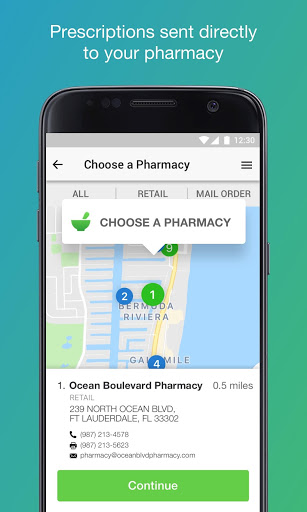 Prescriptions sent directly
to your pharmacy
12:30
Choose a Pharmacy
ALL RETAIL MAIL ORDER
CHOOSE A PHARMACY
9
2 1
BERMUDA
RIVIERA
4
1. Ocean Boulevard Pharmacy 0.5 miles
RETAIL
239 NORTH OCEAN BLVD,
FT LAUDERDALE, FL 33302
(987) 213-4578
(987) 213-5623
pharmacy@oceanblvdpharmacy.com
Continue